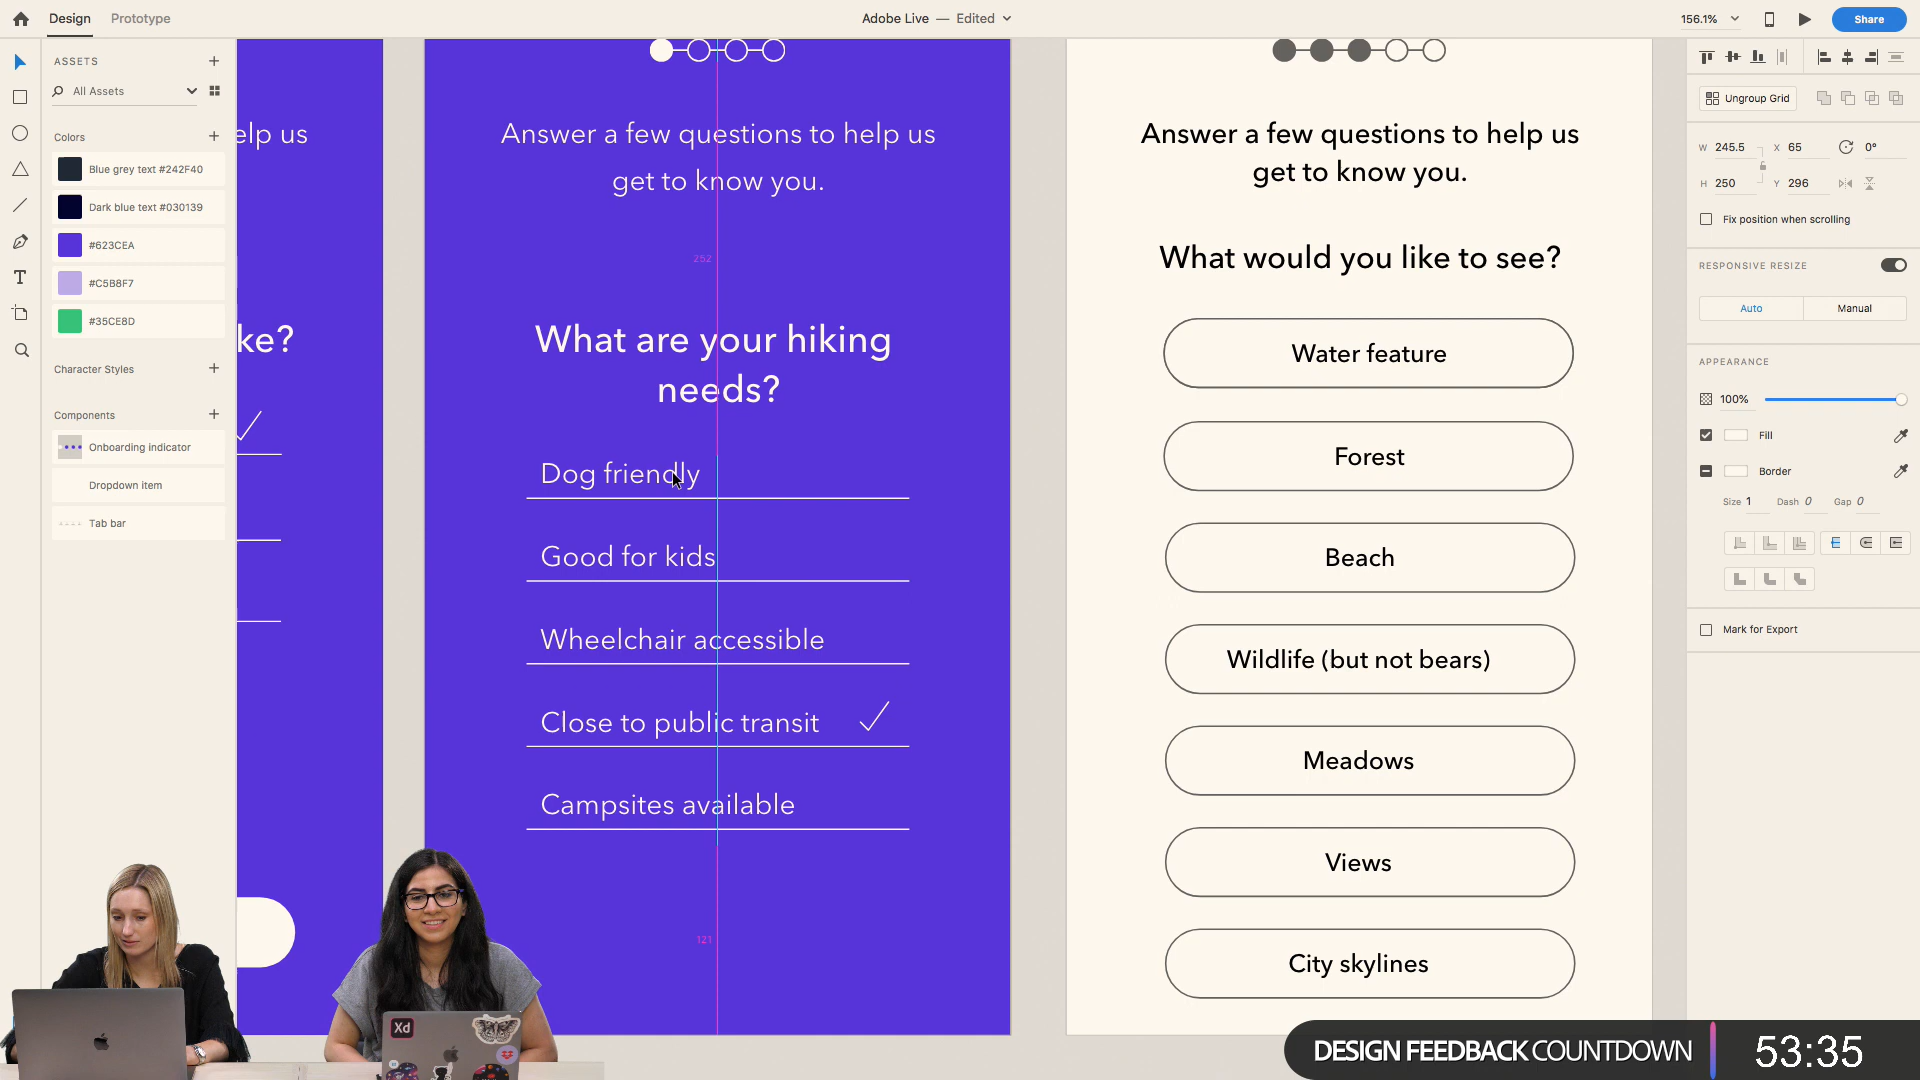 Design Prototype
Adobe Live — Edited
156.1%
Share
ASSETS
All Assets
Colors
Blue grey text #242F40
Dark blue text #030139
#623CEA
#C5B8F7
#35CE8D
Character Styles
Components
Onboarding indicator
Dropdown item
Tab bar
elp us
ke?
Answer a few questions to help us
get to know you.
252
What are your hiking
needs?
Dog friendly
Good for kids
Wheelchair accessible
Close to public transit
Campsites available
121
Answer a few questions to help us
get to know you.
What would you like to see?
Water feature
Forest
Beach
Wildlife (but not bears)
Meadows
Views
City skylines
Ungroup Grid
W 245.5 X 65 0°
H 250 Y 296
Fix position when scrolling
RESPONSIVE RESIZE
Auto Manual
APPEARANCE
100%
Fill
Border
Size 1 Dash 0 Gap 0
Mark for Export
Xd
DESIGN FEEDBACK COUNTDOWN 53:35